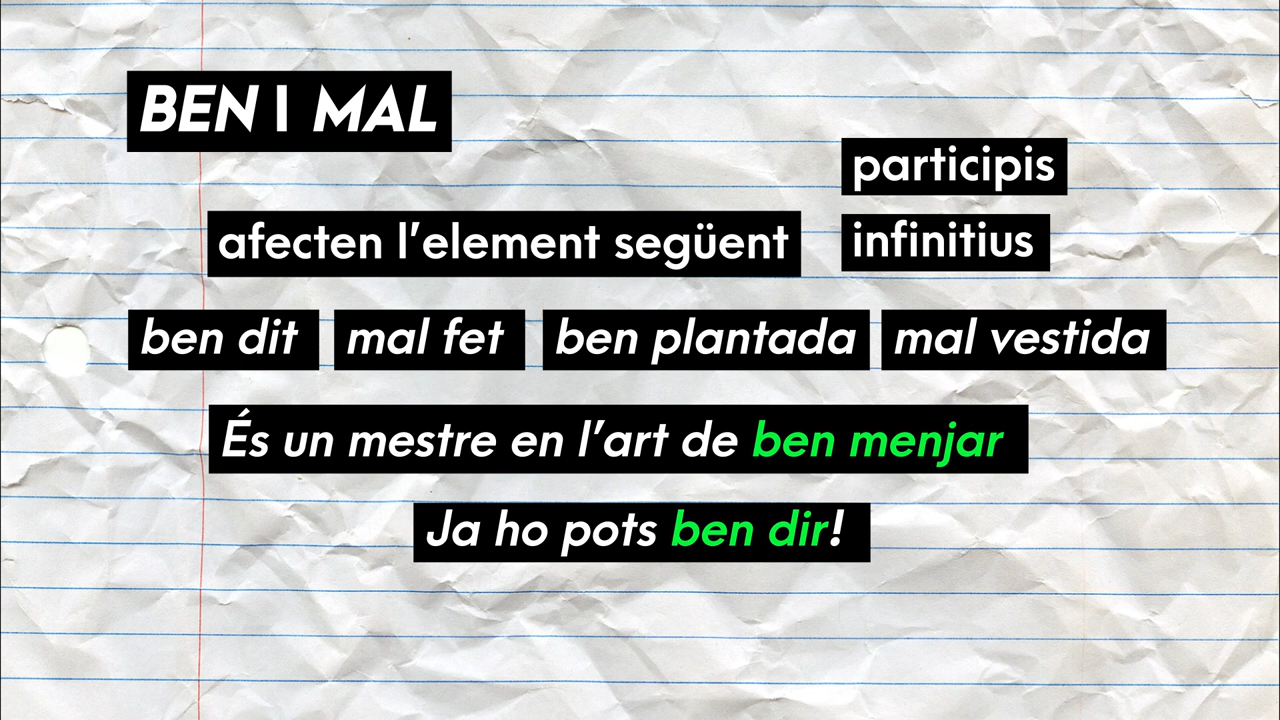 BEN I MAL
participis
afecten l'element següent
infinitius
ben dit mal fet ben plantada mal vestida
És un mestre en l'art de ben menjar
Ja ho pots ben dir!